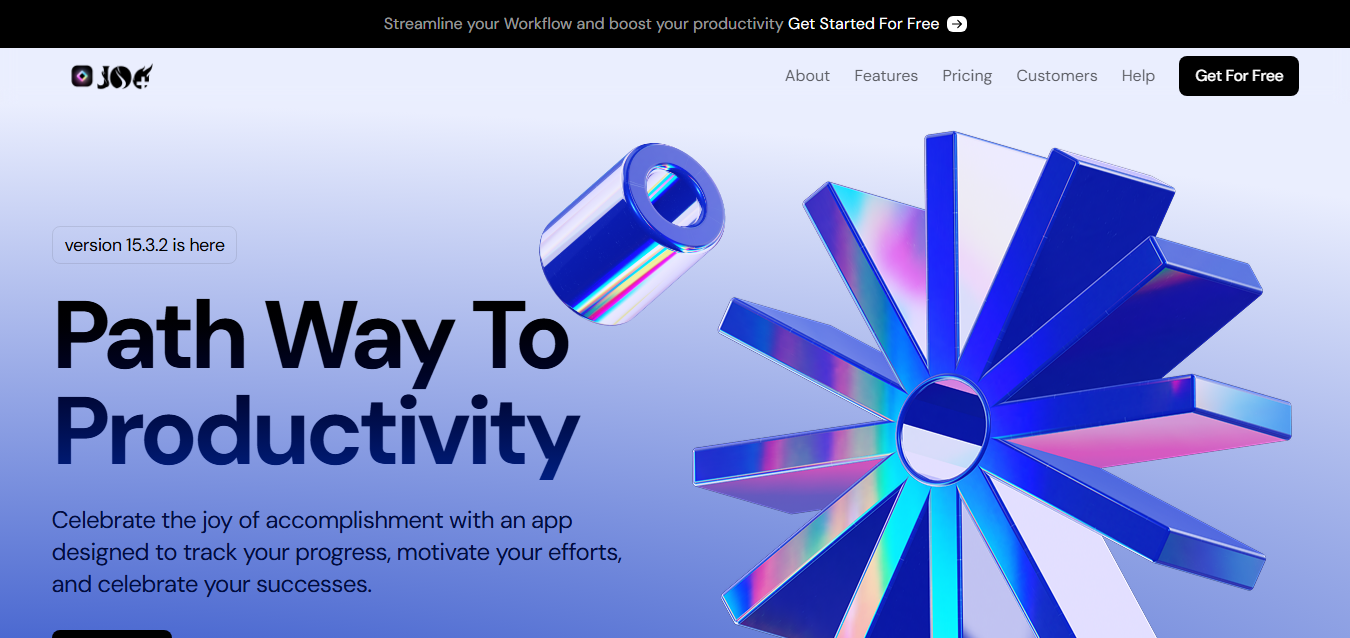 Streamline your Workflow and boost your productivity Get Started For Free
About Features Pricing Customers Help Get For Free
version 15.3.2 is here
Path Way To
Productivity
Celebrate the joy of accomplishment with an app
designed to track your progress, motivate your efforts,
and celebrate your successes.